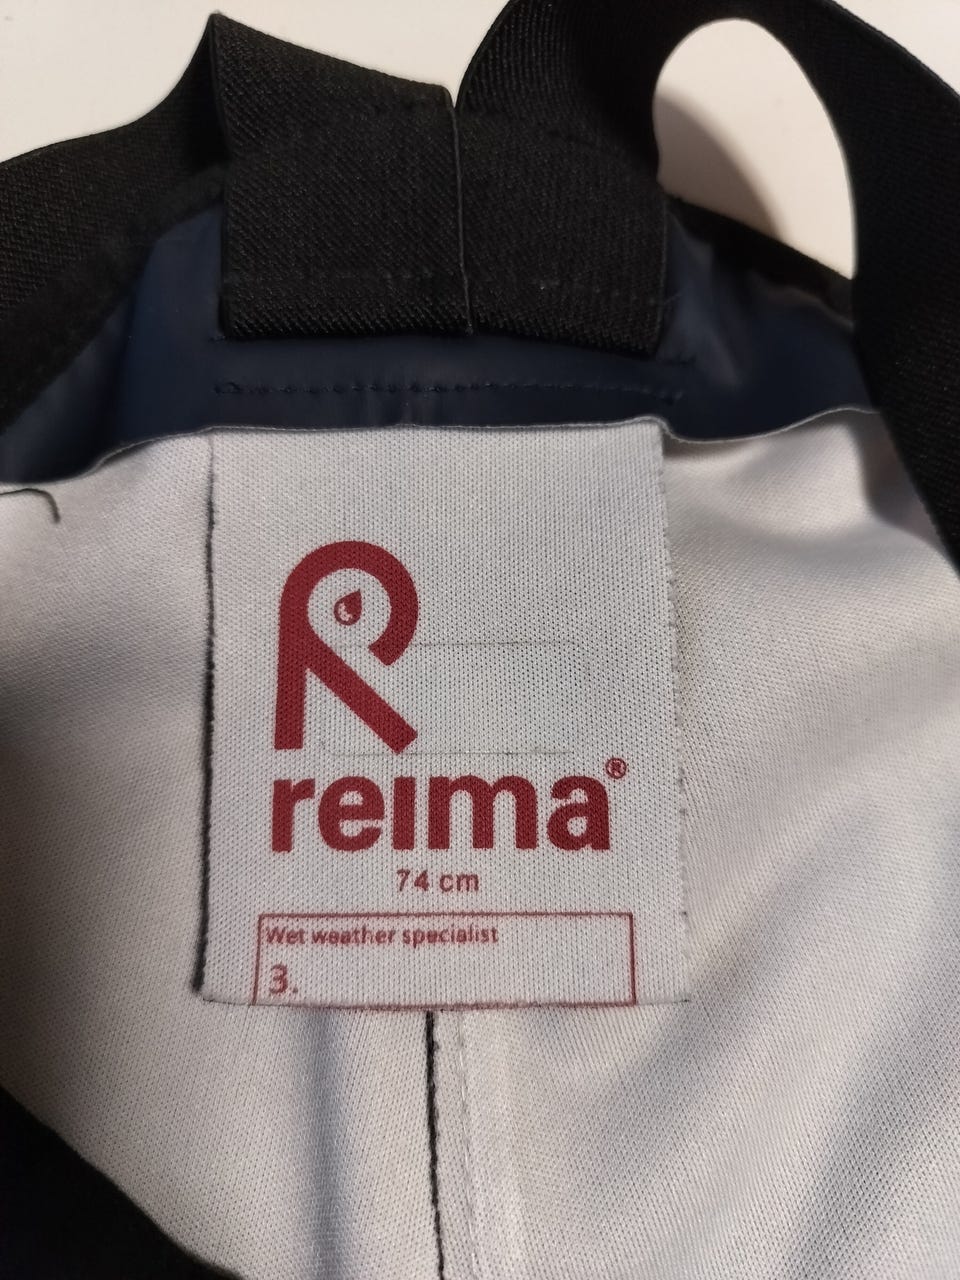 reima®
74 cm
Wet weather specialist
3.